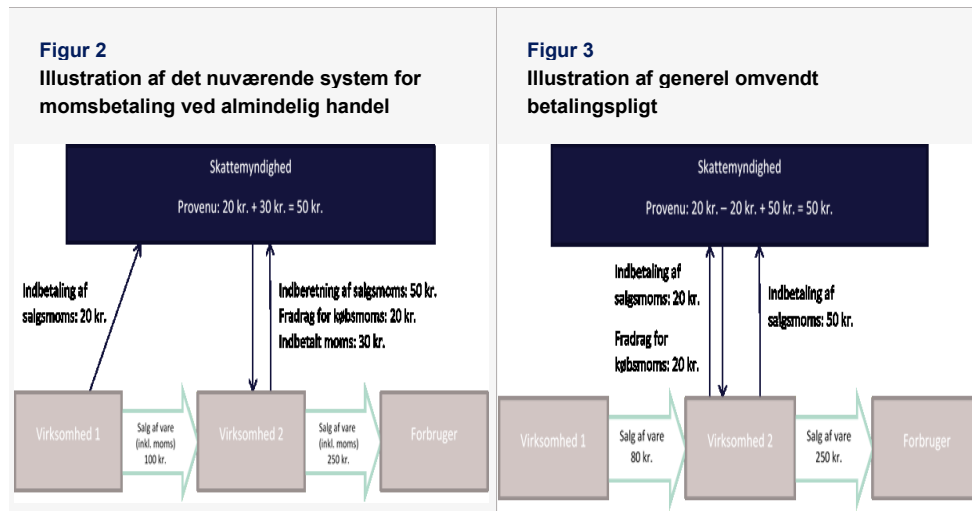 Figur 2
Illustration af det nuværende system for
momsbetaling ved almindelig handel
Skattemyndighed
Provenu: 20 kr. + 30 kr. = 50 kr.
Indbetaling af
salgsmoms: 20 kr.
Indberetning af salgsmoms: 50 kr.
Fradrag for købsmoms: 20 kr.
Indbetalt moms: 30 kr.
Virksomhed 1
Salg af vare
(inkl. moms)
100 kr.
Virksomhed 2
Salg af vare
(inkl. moms)
250 kr.
Forbruger
Figur 3
Illustration af generel omvendt
betalingspligt
Skattemyndighed
Provenu: 20 kr. – 20 kr. + 50 kr. = 50 kr.
Indbetaling af
salgsmoms: 20 kr.
Fradrag for
købsmoms: 20 kr.
Indbetaling af
salgsmoms: 50 kr.
Virksomhed 1
Salg af vare
80 kr.
Virksomhed 2
Salg af vare
250 kr.
Forbruger